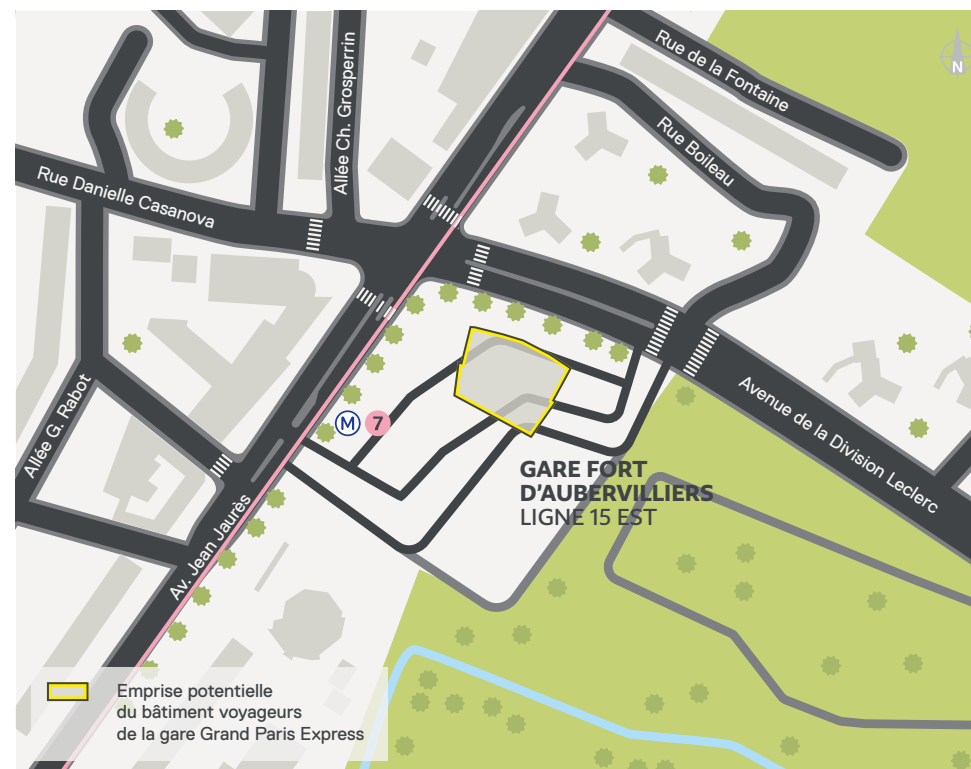 Rue de la Fontaine
Allée Ch. Grosperrin
N
Rue Boileau
Rue Danielle Casanova
Allée G. Rabot
M 7
Avenue de la Division Leclerc
GARE FORT
D'AUBERVILLIERS
LIGNE 15 EST
Av. Jean Jaurès
Emprise potentielle
du bâtiment voyageurs
de la gare Grand Paris Express